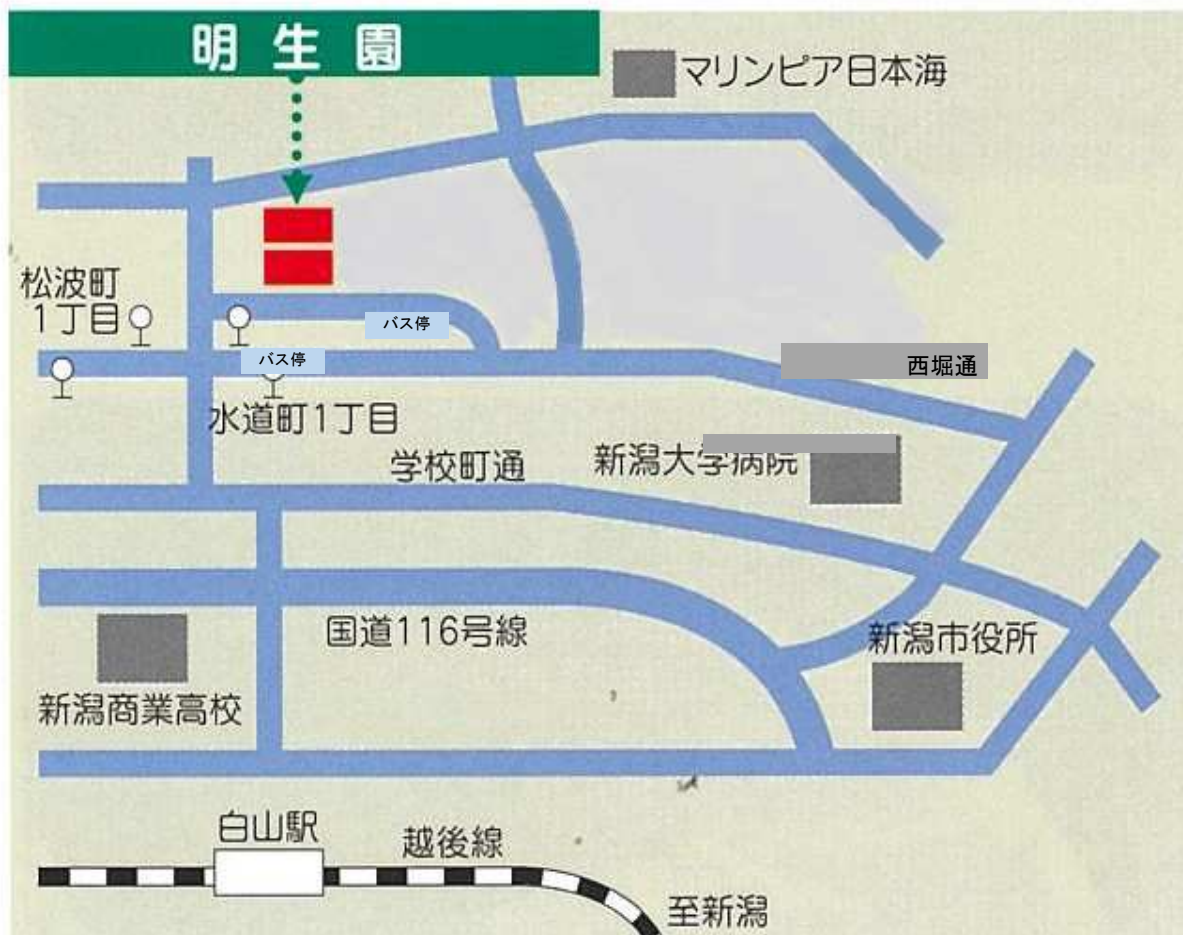 明生園
マリンピア日本海
松波町
1丁目
バス停
バス停
西堀通
水道町1丁目
学校町通
新潟大学病院
国道116号線
新潟市役所
新潟商業高校
白山駅
越後線
至新潟